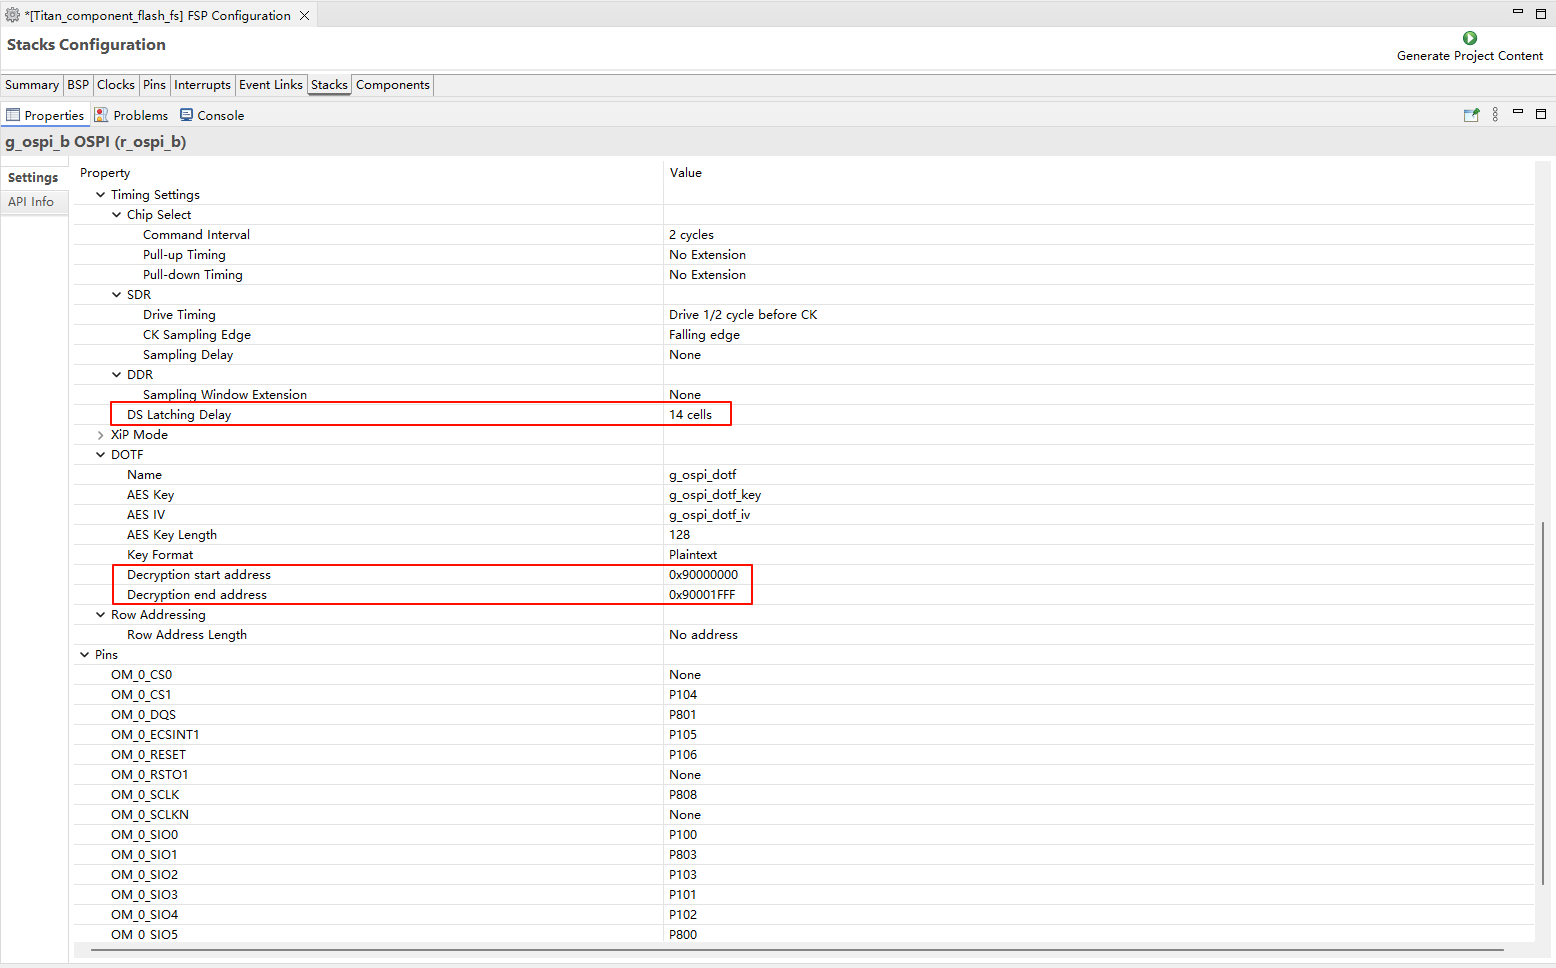 *[Titan_component_flash_fs] FSP Configuration
Stacks Configuration
Generate Project Content
Summary BSP Clocks Pins Interrupts Event Links Stacks Components
Properties Problems Console
g_ospi_b OSPI (r_ospi_b)
Settings
API Info
Property Value
Timing Settings
Chip Select
Command Interval 2 cycles
Pull-up Timing No Extension
Pull-down Timing No Extension
SDR
Drive Timing Drive 1/2 cycle before CK
CK Sampling Edge Falling edge
Sampling Delay None
DDR
Sampling Window Extension None
DS Latching Delay 14 cells
XiP Mode
DOTF
Name g_ospi_dotf
AES Key g_ospi_dotf_key
AES IV g_ospi_dotf_iv
AES Key Length 128
Key Format Plaintext
Decryption start address 0x90000000
Decryption end address 0x90001FFF
Row Addressing
Row Address Length No address
Pins
OM_0_CS0 None
OM_0_CS1 P104
OM_0_DQS P801
OM_0_ECSINT1 P105
OM_0_RESET P106
OM_0_RSTO1 None
OM_0_SCLK P808
OM_0_SCLKN None
OM_0_SIO0 P100
OM_0_SIO1 P803
OM_0_SIO2 P103
OM_0_SIO3 P101
OM_0_SIO4 P102
OM_0_SIO5 P800